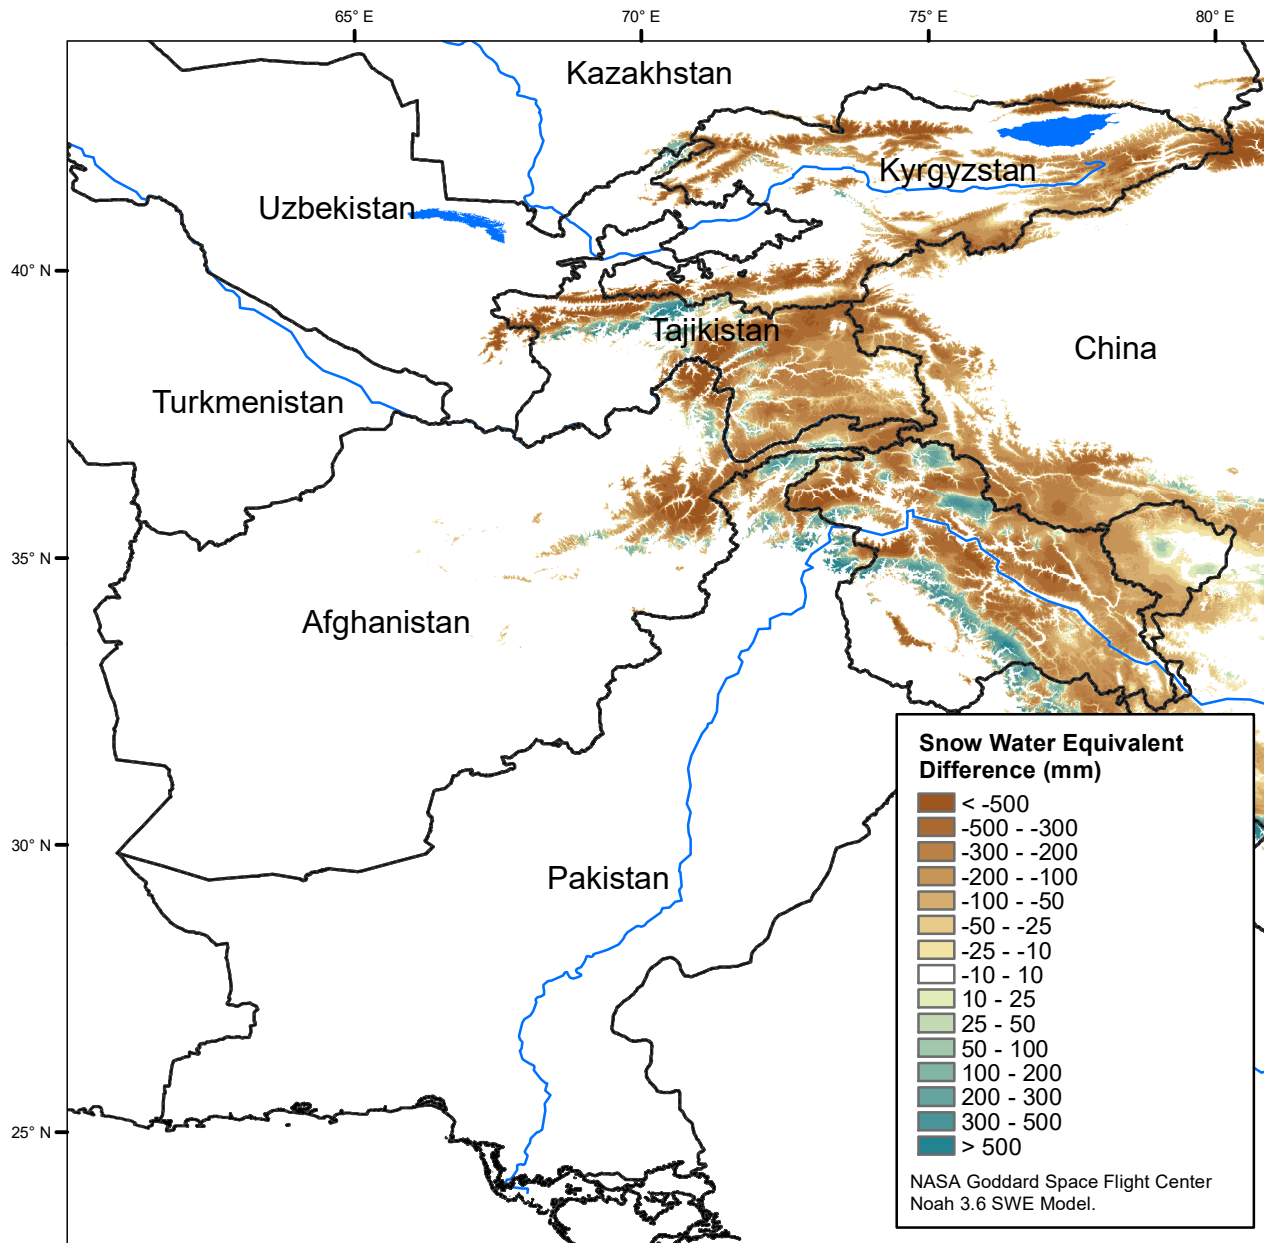 65° E
70° E
75° E
80° E
Kazakhstan
Kyrgyzstan
Uzbekistan
40° N
Tajikistan
China
Turkmenistan
35° N
Afghanistan
30° N
Pakistan
25° N
Snow Water Equivalent
Difference (mm)
< -500
-500 - -300
-300 - -200
-200 - -100
-100 - -50
-50 - -25
-25 - -10
-10 - 10
10 - 25
25 - 50
50 - 100
100 - 200
200 - 300
300 - 500
> 500
NASA Goddard Space Flight Center
Noah 3.6 SWE Model.